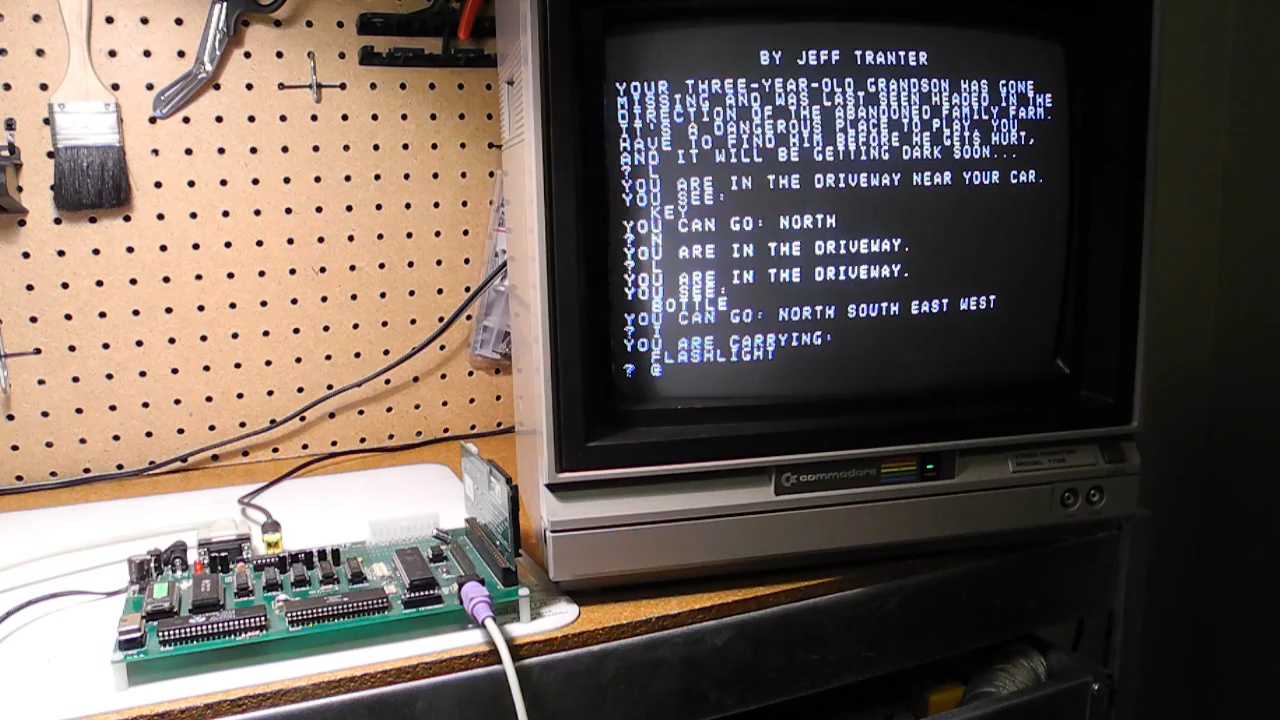 BY JEFF TRANTER
YOUR THREE-YEAR-OLD GRANDSON HAS GONE
MISSING AND WAS LAST SEEN HEADED IN THE
DIRECTION OF THE ABANDONED FAMILY FARM.
IT'S A DANGEROUS PLACE TO PLAY. YOU
HAVE TO FIND HIM BEFORE HE GETS HURT,
AND IT WILL BE GETTING DARK SOON...
? L
YOU ARE IN THE DRIVEWAY NEAR YOUR CAR.
YOU SEE:
KEY
YOU CAN GO: NORTH
? N
YOU ARE IN THE DRIVEWAY.
? L
YOU ARE IN THE DRIVEWAY.
YOU SEE:
BOTTLE
YOU CAN GO: NORTH SOUTH EAST WEST
? I
YOU ARE CARRYING:
FLASHLIGHT
? @
commodore
VIDEO MONITOR
MODEL 1702